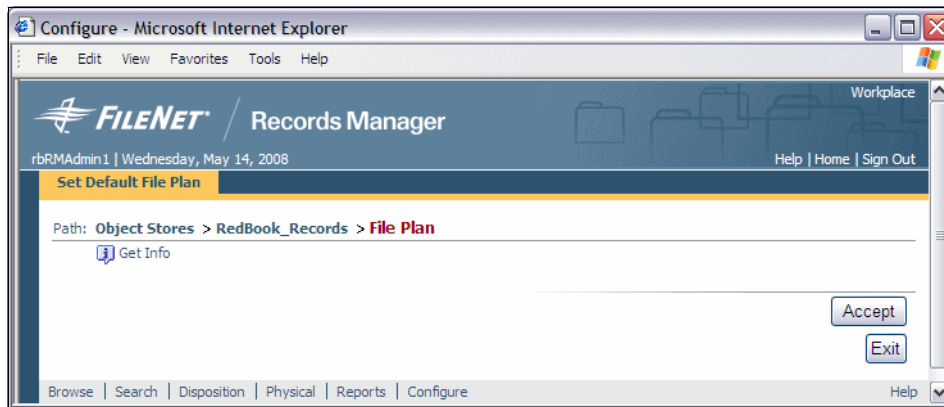 Configure - Microsoft Internet Explorer
File Edit View Favorites Tools Help
Workplace
FILENET Records Manager
rbRMAdmin1 | Wednesday, May 14, 2008 Help | Home | Sign Out
Set Default File Plan
Path: Object Stores > RedBook_Records > File Plan
Get Info
Accept
Exit
Browse | Search | Disposition | Physical | Reports | Configure Help